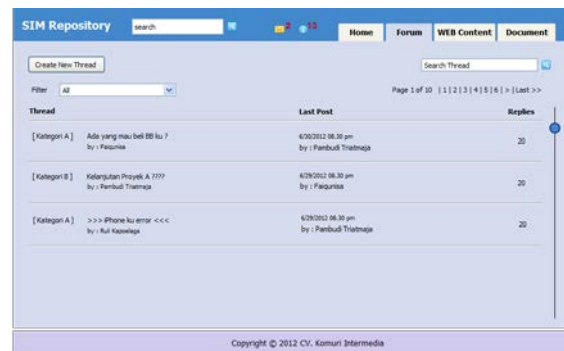 SIM Repository search 2 13 Home Forum WEB Content Document
Create New Thread Search Thread
Filter All Page 1 of 10 | 1 | 2 | 3 | 4 | 5 | 6 | > | Last >>
Thread Last Post Replies
[ Kategori A ] Ada yang mau beli BB ku ? 6/30/2012 08.30 pm 20
by : Faiqunisa by : Pambudi Triatmaja
[ Kategori B ] Kelanjutan Proyek A ???? 6/29/2012 08.30 pm 20
by : Pambudi Triatmaja by : Faiqunisa
[ Kategori A ] >>> iPhone ku error <<< 6/29/2012 08.30 pm 20
by : Ruli by : Pambudi Triatmaja
Copyright © 2012 CV. Komuri Intermedia